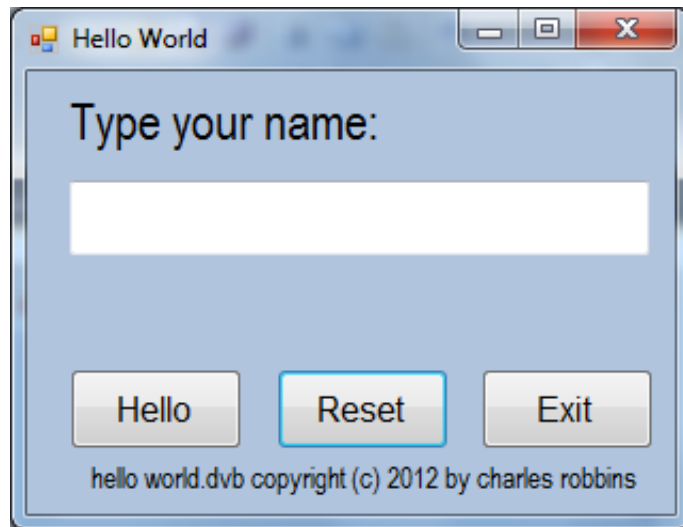 Hello World
Type your name:
Hello Reset Exit
hello world.dvb copyright (c) 2012 by charles robbins